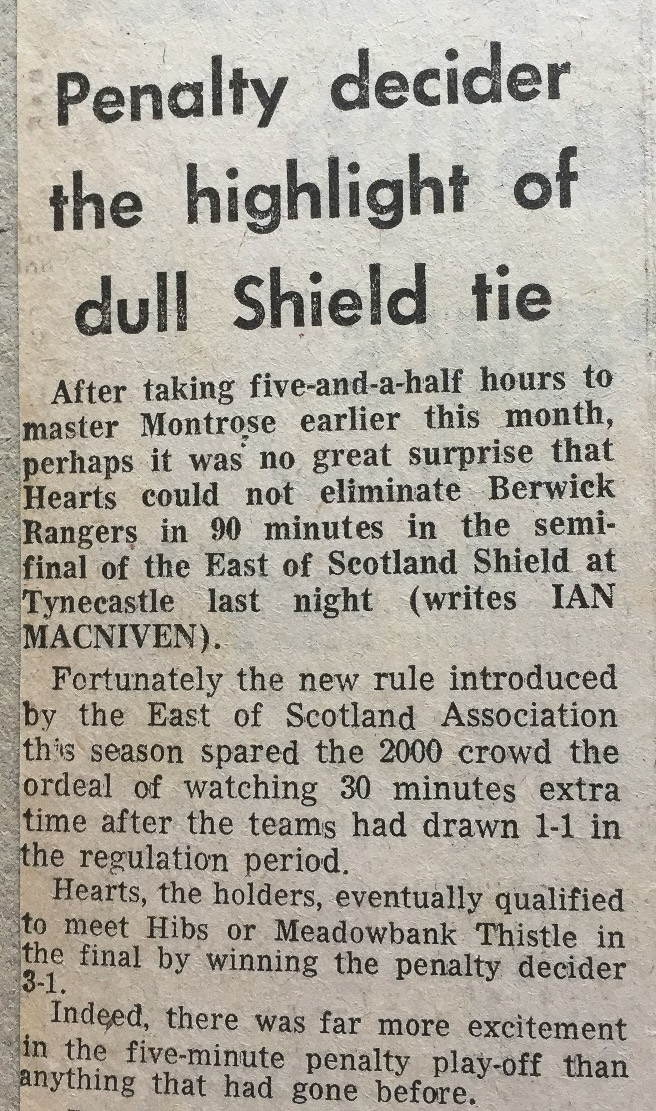 Penalty decider
the highlight of
dull Shield tie
After taking five-and-a-half hours to
master Montrose earlier this month,
perhaps it was no great surprise that
Hearts could not eliminate Berwick
Rangers in 90 minutes in the semi-
final of the East of Scotland Shield at
Tynecastle last night (writes IAN
MACNIVEN).
Fortunately the new rule introduced
by the East of Scotland Association
this season spared the 2000 crowd the
ordeal of watching 30 minutes extra
time after the teams had drawn 1-1 in
the regulation period.
Hearts, the holders, eventually qualified
to meet Hibs or Meadowbank Thistle in
the final by winning the penalty decider
3-1.
Indeed, there was far more excitement
in the five-minute penalty play-off than
anything that had gone before.